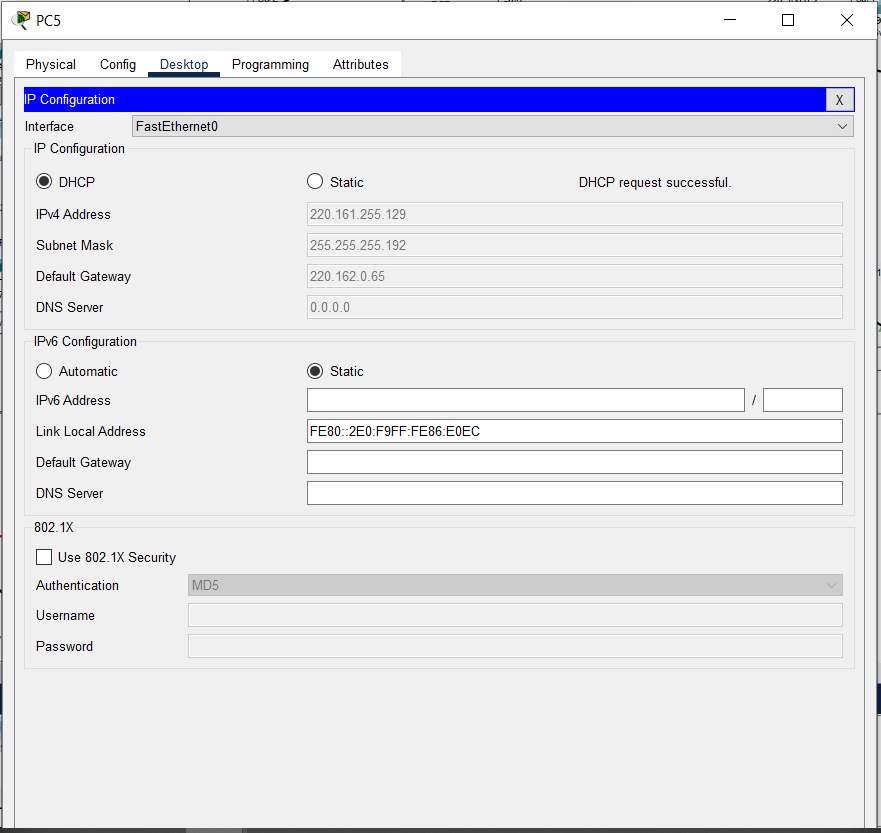 PC5
Physical Config Desktop Programming Attributes
IP Configuration X
Interface FastEthernet0
IP Configuration
DHCP Static DHCP request successful.
IPv4 Address 220.161.255.129
Subnet Mask 255.255.255.192
Default Gateway 220.162.0.65
DNS Server 0.0.0.0
IPv6 Configuration
Automatic Static
IPv6 Address /
Link Local Address FE80::2E0:F9FF:FE86:E0EC
Default Gateway
DNS Server
802.1X
Use 802.1X Security
Authentication MD5
Username
Password